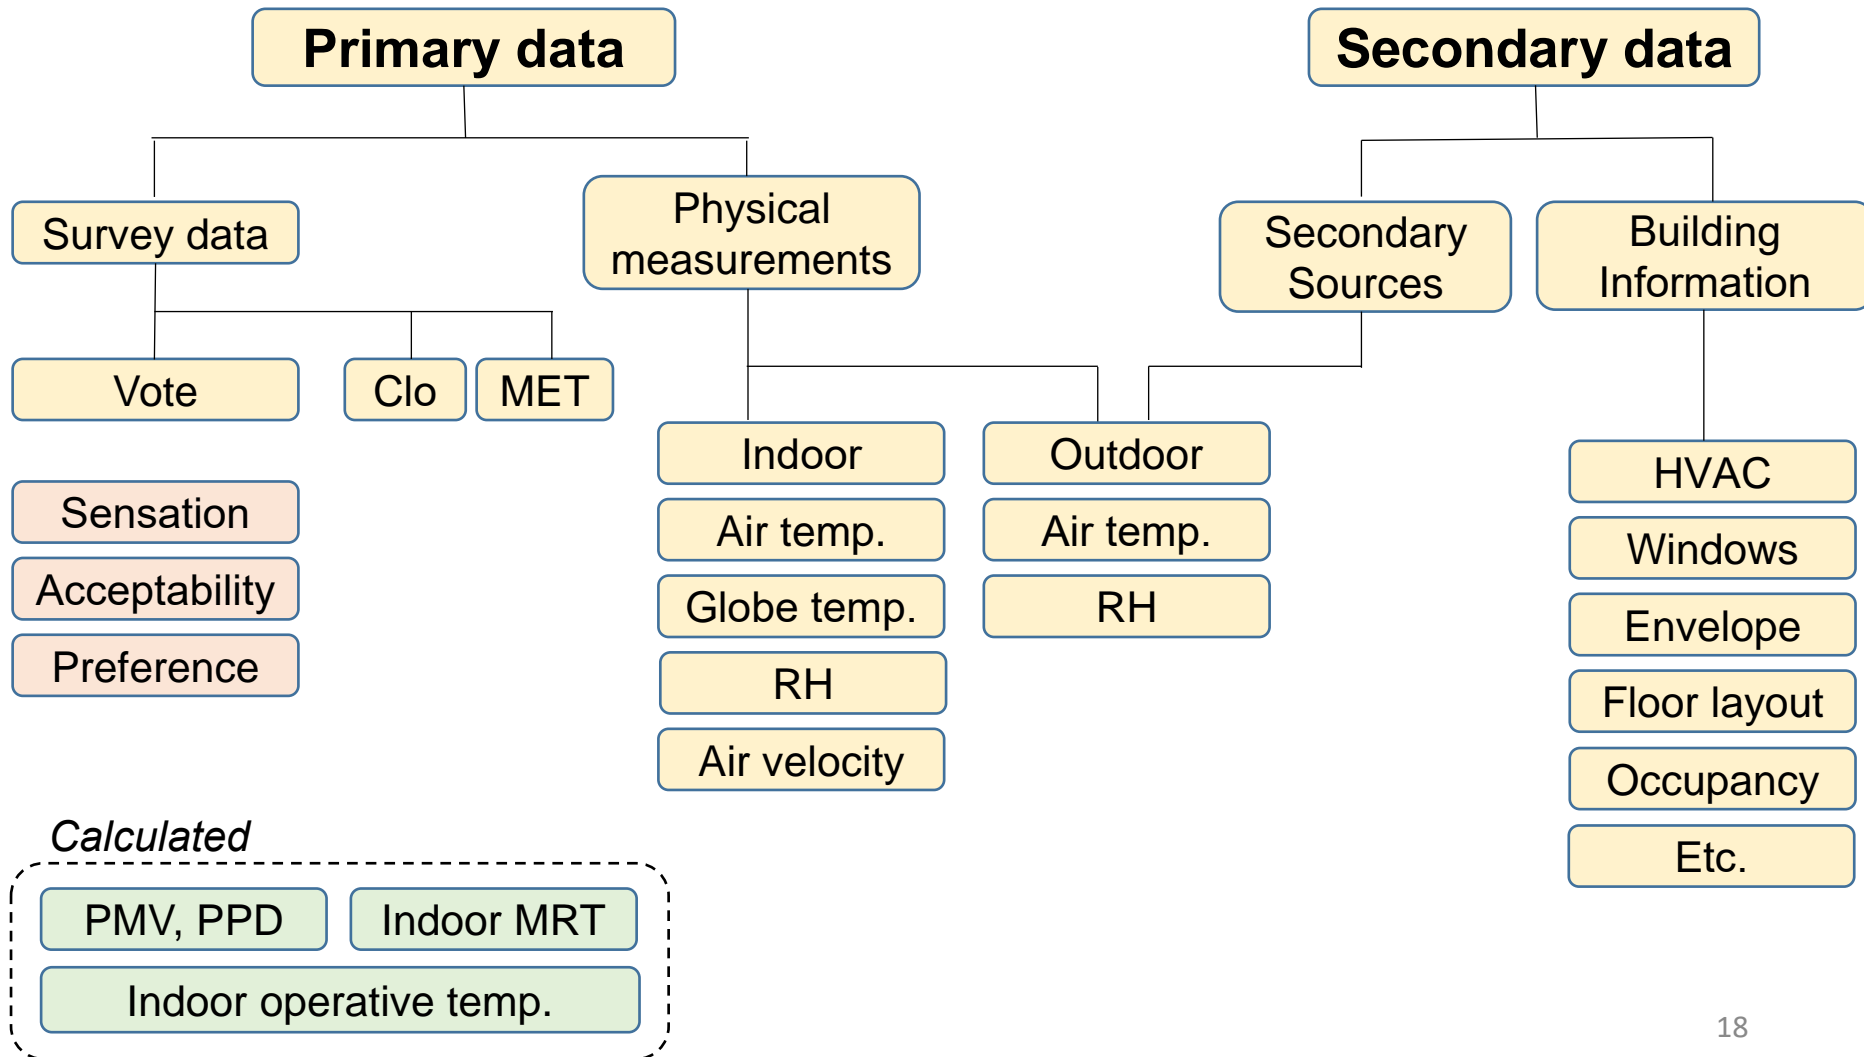 Primary data
Secondary data
Survey data
Physical
measurements
Secondary
Sources
Building
Information
Vote
Clo
MET
Sensation
Acceptability
Preference
Indoor
Air temp.
Globe temp.
RH
Air velocity
Outdoor
Air temp.
RH
HVAC
Windows
Envelope
Floor layout
Occupancy
Etc.
Calculated
PMV, PPD
Indoor MRT
Indoor operative temp.
18